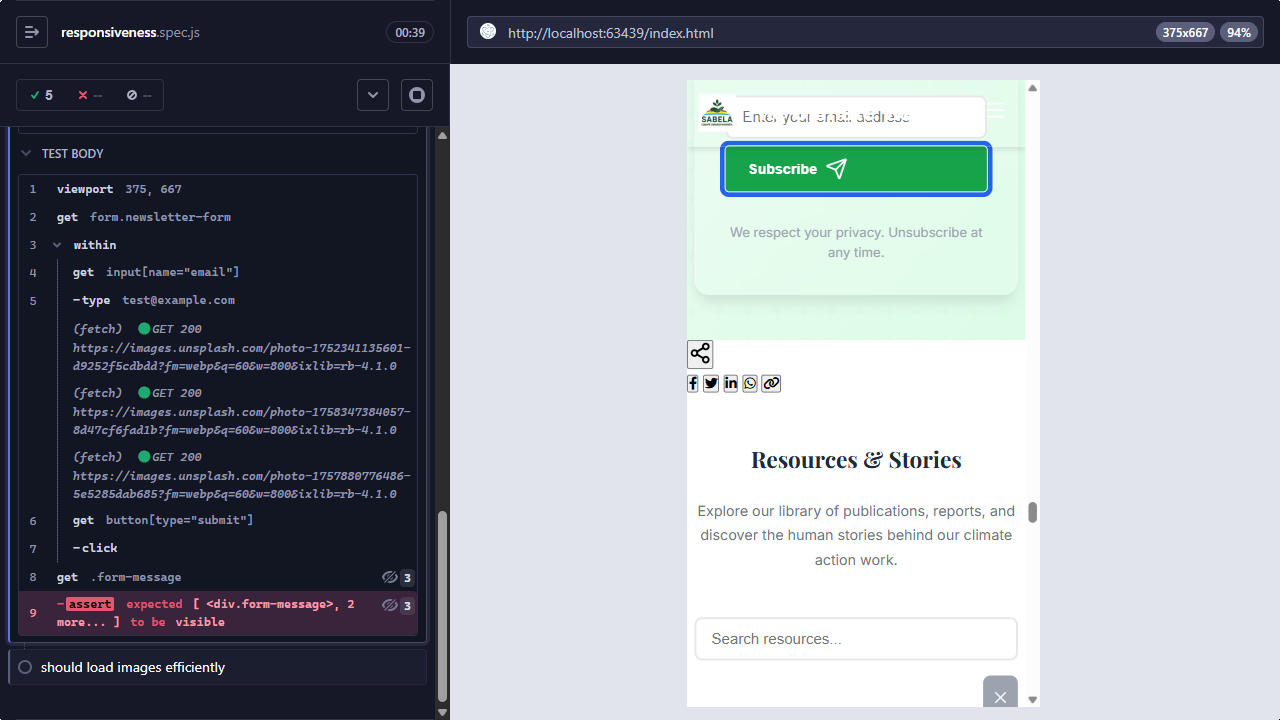 responsiveness.spec.js
00:39
5 -- --
TEST BODY
1 viewport 375, 667
2 get form.newsletter-form
3 within
4 get input[name="email"]
5 -type test@example.com
(fetch) GET 200
https://images.unsplash.com/photo-1752341135601-
d9252f5cdbdd?fm=webp&q=60&w=800&ixlib=rb-4.1.0
(fetch) GET 200
https://images.unsplash.com/photo-1758347384057-
8d47cf6fad1b?fm=webp&q=60&w=800&ixlib=rb-4.1.0
(fetch) GET 200
https://images.unsplash.com/photo-1757880776486-
5e5285dab685?fm=webp&q=60&w=800&ixlib=rb-4.1.0
6 get button[type="submit"]
7 -click
8 get .form-message 3
9 -assert expected [ <div.form-message>, 2 3
more... ] to be visible
should load images efficiently
http://localhost:63439/index.html
375x667 94%
SABELA
Enter your email address
Subscribe
We respect your privacy. Unsubscribe at
any time.
Resources & Stories
Explore our library of publications, reports, and
discover the human stories behind our climate
action work.
Search resources...